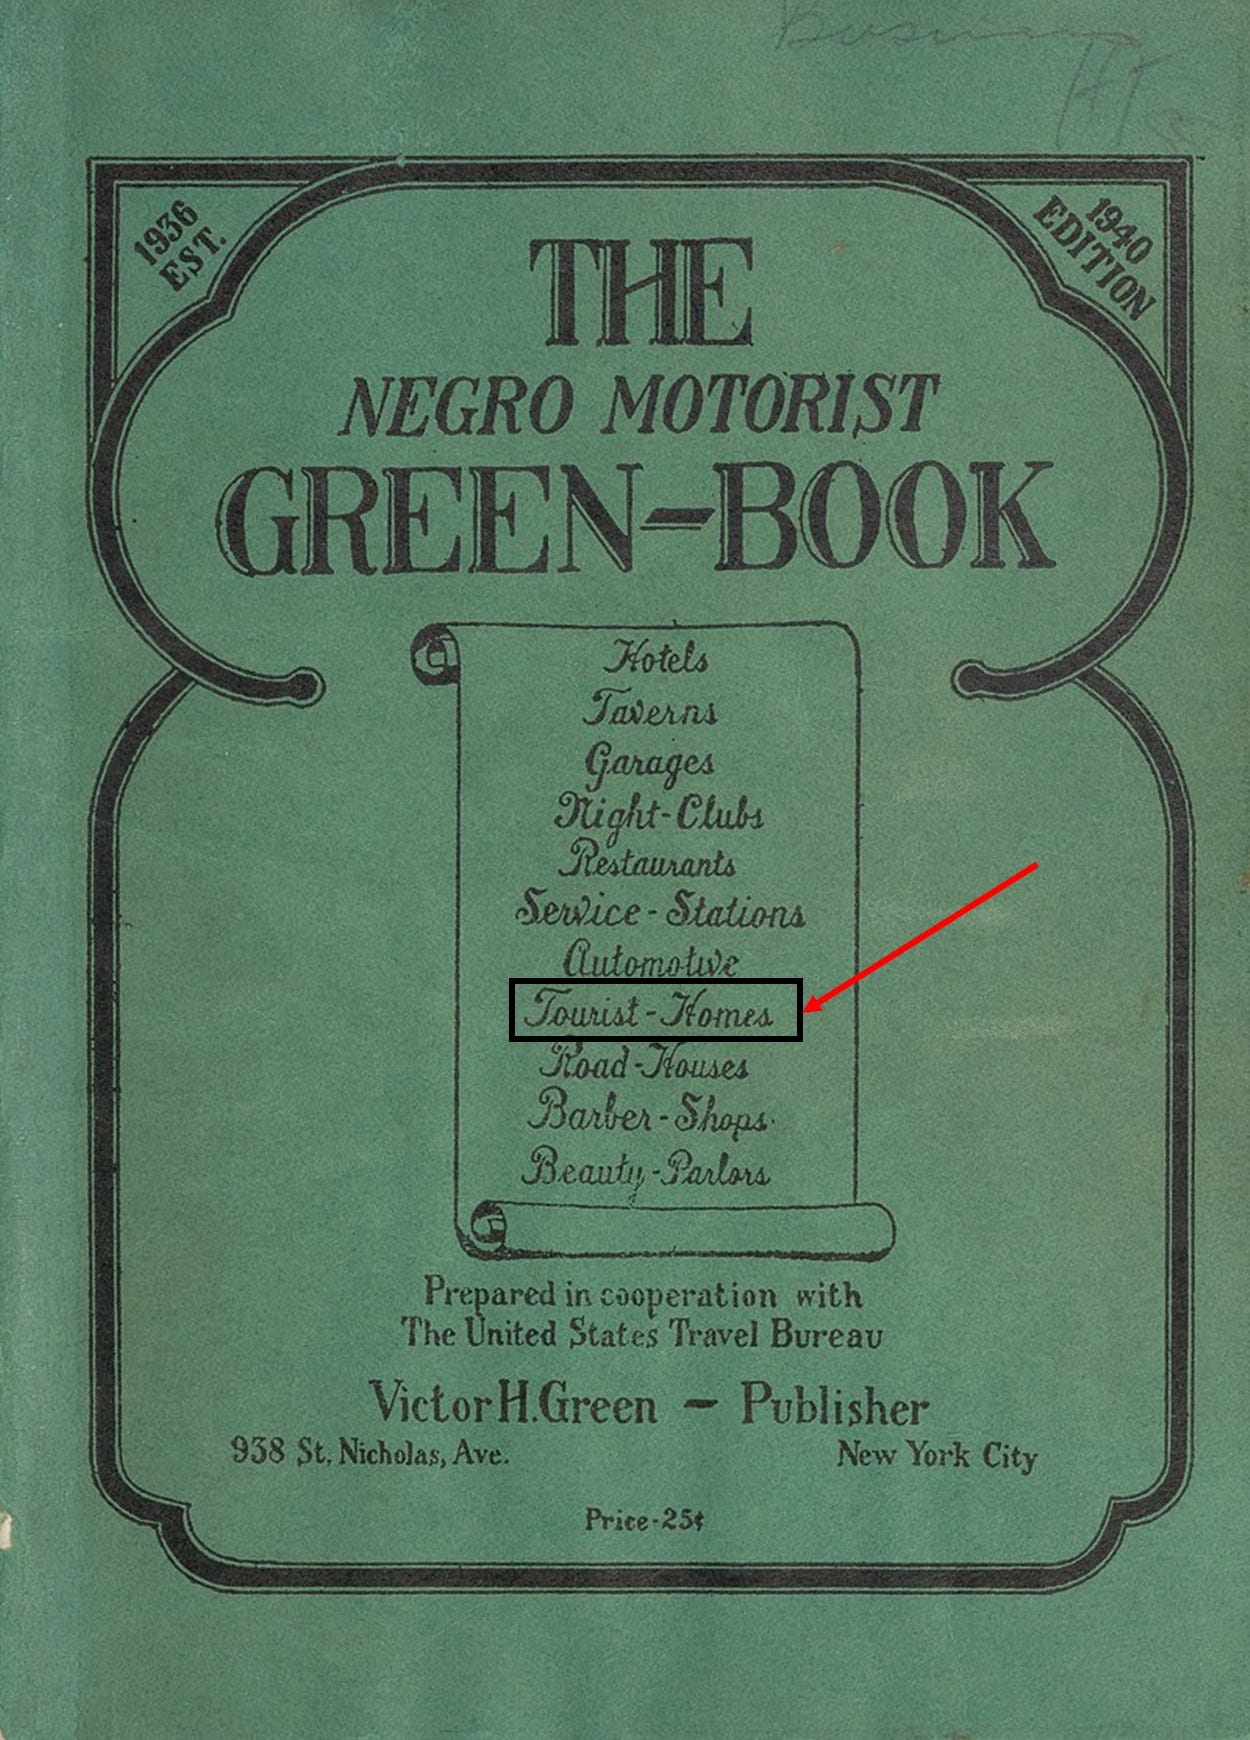 1936
EST.
1940
EDITION
THE
NEGRO MOTORIST
GREEN-BOOK
Hotels
Taverns
Garages
Night-Clubs
Restaurants
Service-Stations
Automotive
Tourist-Homes
Road-Houses
Barber-Shops
Beauty-Parlors
Prepared in cooperation with
The United States Travel Bureau
Victor H. Green - Publisher
938 St. Nicholas, Ave.
New York City
Price-25¢